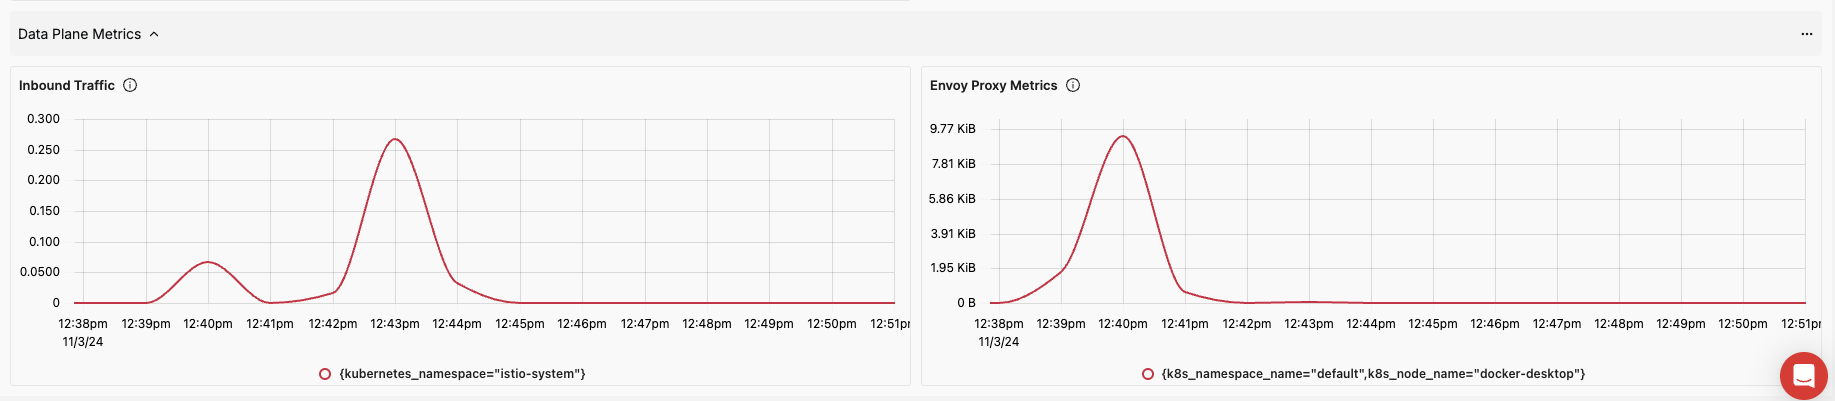 Data Plane Metrics
...
Inbound Traffic
0.300
0.250
0.200
0.150
0.100
0.0500
0
12:38pm 12:39pm 12:40pm 12:41pm 12:42pm 12:43pm 12:44pm 12:45pm 12:46pm 12:47pm 12:48pm 12:49pm 12:50pm 12:51p
11/3/24
{kubernetes_namespace="istio-system"}
Envoy Proxy Metrics
9.77 KiB
7.81 KiB
5.86 KiB
3.91 KiB
1.95 KiB
0 B
12:38pm 12:39pm 12:40pm 12:41pm 12:42pm 12:43pm 12:44pm 12:45pm 12:46pm 12:47pm 12:48pm 12:49pm 12:50pm 12:51p
11/3/24
{k8s_namespace_name="default",k8s_node_name="docker-desktop"}